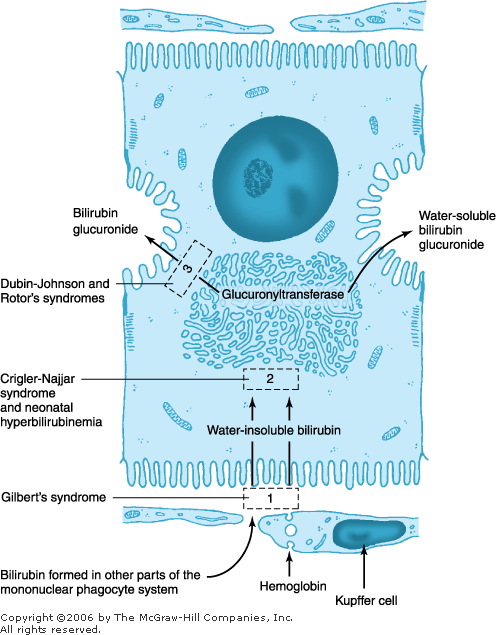 Bilirubin
glucuronide
Water-soluble
bilirubin
glucuronide
3
Dubin-Johnson and
Rotor's syndromes
Glucuronyltransferase
Crigler-Najjar
syndrome
and neonatal
hyperbilirubinemia
2
Water-insoluble bilirubin
Gilbert's syndrome
1
Bilirubin formed in other parts of the
mononuclear phagocyte system
Hemoglobin
Kupffer cell
Copyright ©2006 by The McGraw-Hill Companies, Inc.
All rights reserved.